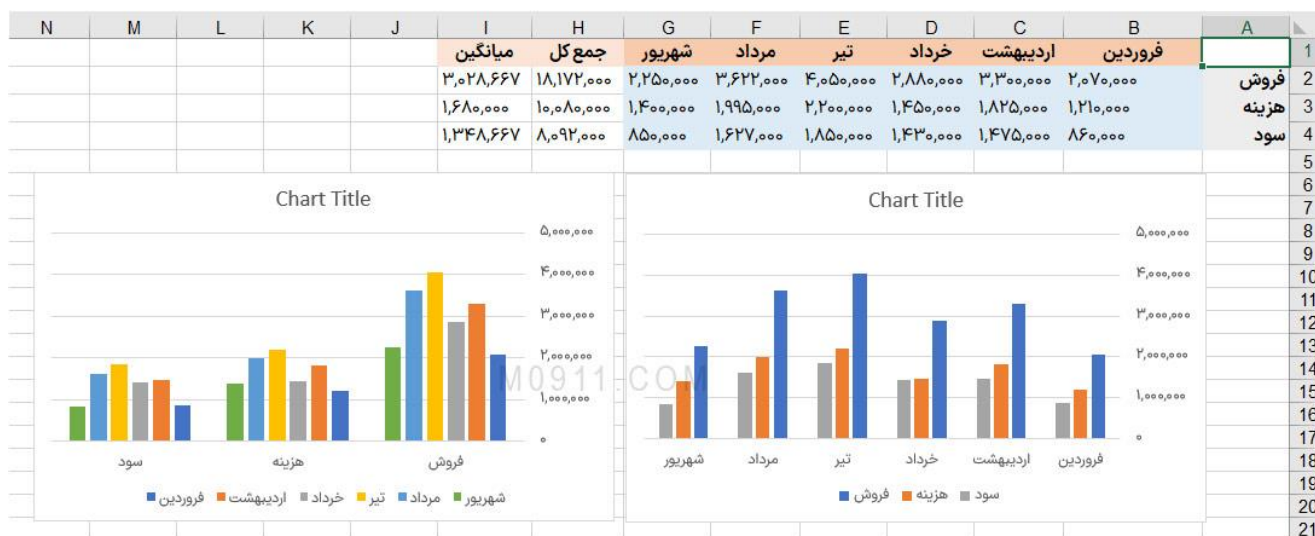 A B C D E F G H I J K L M N
1 فروردین اردیبهشت خرداد تیر مرداد شهریور جمع کل میانگین
2 فروش ۲,۰۷۰,۰۰۰ ۳,۳۰۰,۰۰۰ ۲,۸۸۰,۰۰۰ ۴,۰۵۰,۰۰۰ ۳,۶۲۲,۰۰۰ ۲,۲۵۰,۰۰۰ ۱۸,۱۷۲,۰۰۰ ۳,۰۲۸,۶۶۷
3 هزینه ۱,۲۱۰,۰۰۰ ۱,۸۲۵,۰۰۰ ۱,۴۵۰,۰۰۰ ۲,۲۰۰,۰۰۰ ۱,۹۹۵,۰۰۰ ۱,۴۰۰,۰۰۰ ۱۰,۰۸۰,۰۰۰ ۱,۶۸۰,۰۰۰
4 سود ۸۶۰,۰۰۰ ۱,۴۷۵,۰۰۰ ۱,۴۳۰,۰۰۰ ۱,۸۵۰,۰۰۰ ۱,۶۲۷,۰۰۰ ۸۵۰,۰۰۰ ۸,۰۹۲,۰۰۰ ۱,۳۴۸,۶۶۷
5
6
7
8
9
10
11
12
13
14
15
16
17
18
19
20
21
Chart Title
۵,۰۰۰,۰۰۰
۴,۰۰۰,۰۰۰
۳,۰۰۰,۰۰۰
۲,۰۰۰,۰۰۰
۱,۰۰۰,۰۰۰
۰
فروردین اردیبهشت خرداد تیر مرداد شهریور
فروش هزینه سود
Chart Title
۵,۰۰۰,۰۰۰
۴,۰۰۰,۰۰۰
۳,۰۰۰,۰۰۰
۲,۰۰۰,۰۰۰
۱,۰۰۰,۰۰۰
۰
فروش هزینه سود
فروردین اردیبهشت خرداد تیر مرداد شهریور
M0911.COM